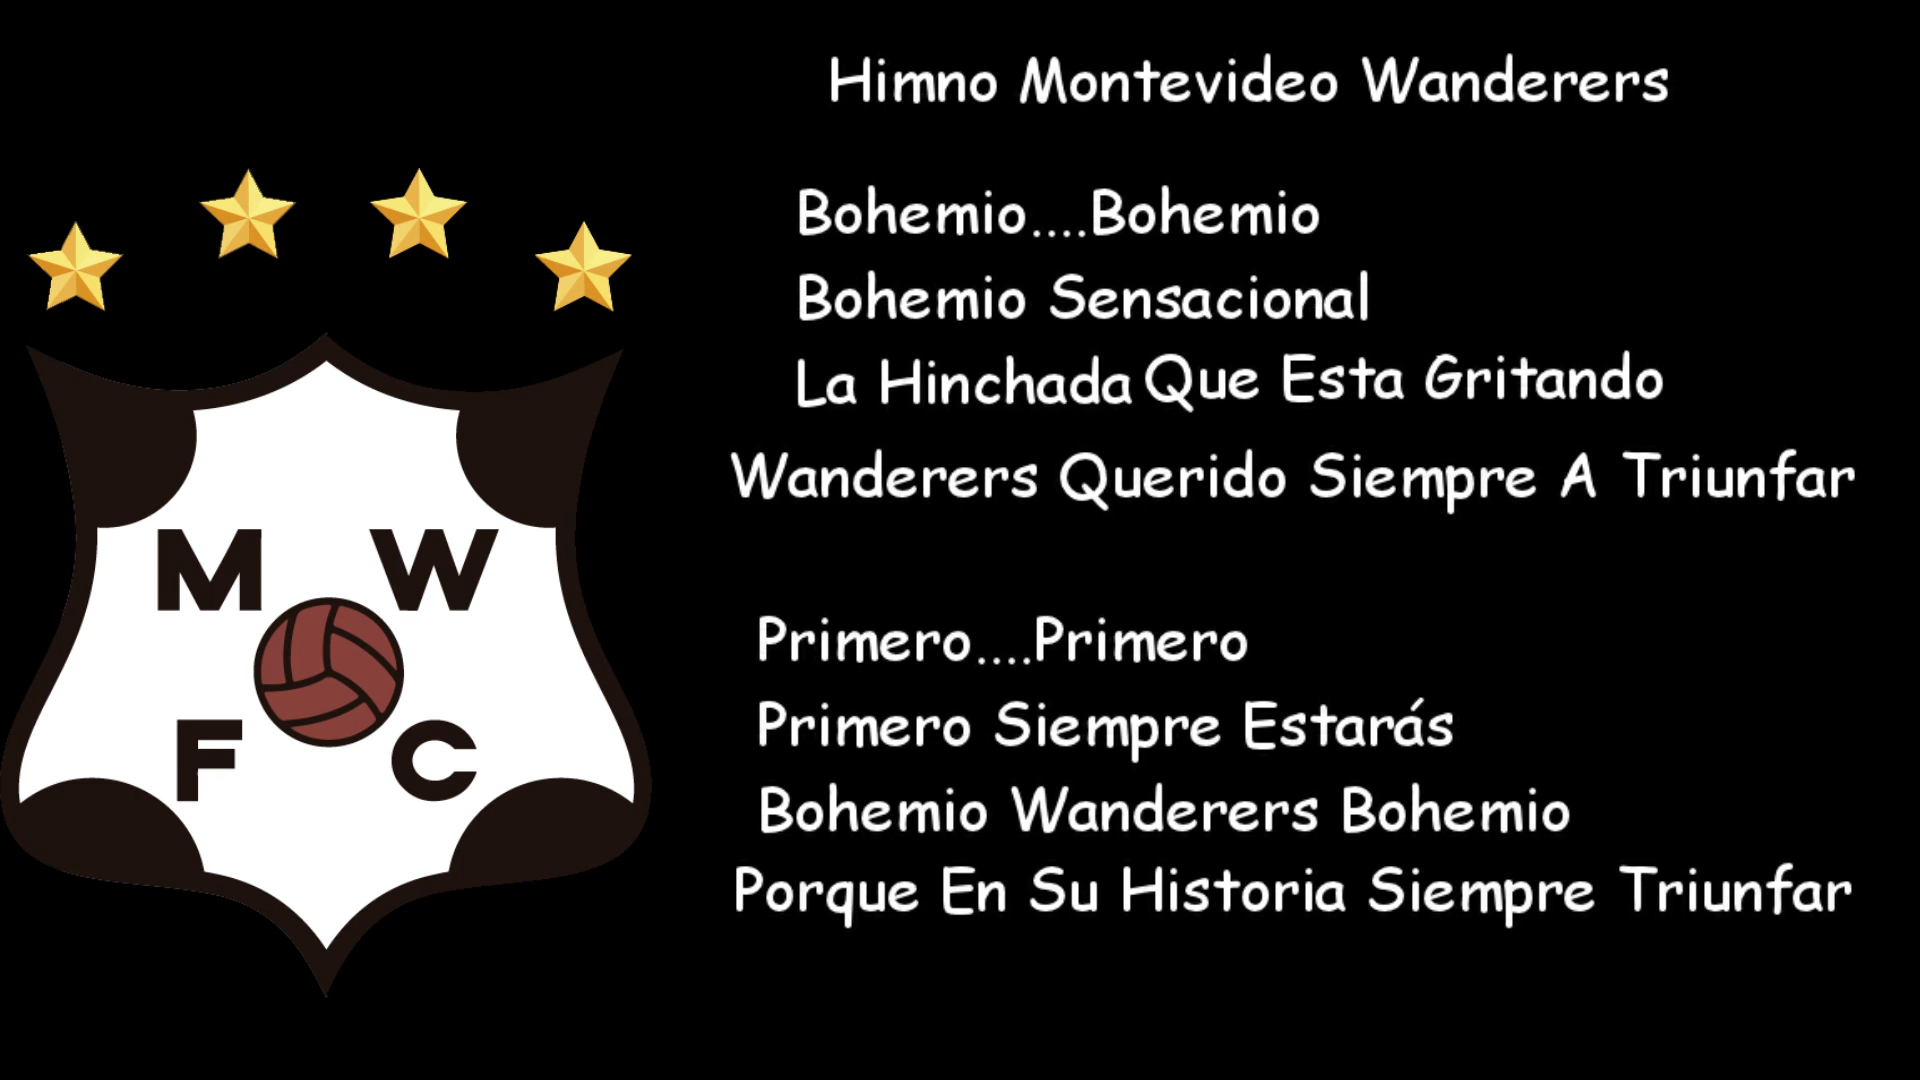 Himno Montevideo Wanderers
Bohemio....Bohemio
Bohemio Sensacional
La Hinchada Que Esta Gritando
Wanderers Querido Siempre A Triunfar
Primero....Primero
Primero Siempre Estarás
Bohemio Wanderers Bohemio
Porque En Su Historia Siempre Triunfar
M W
F C